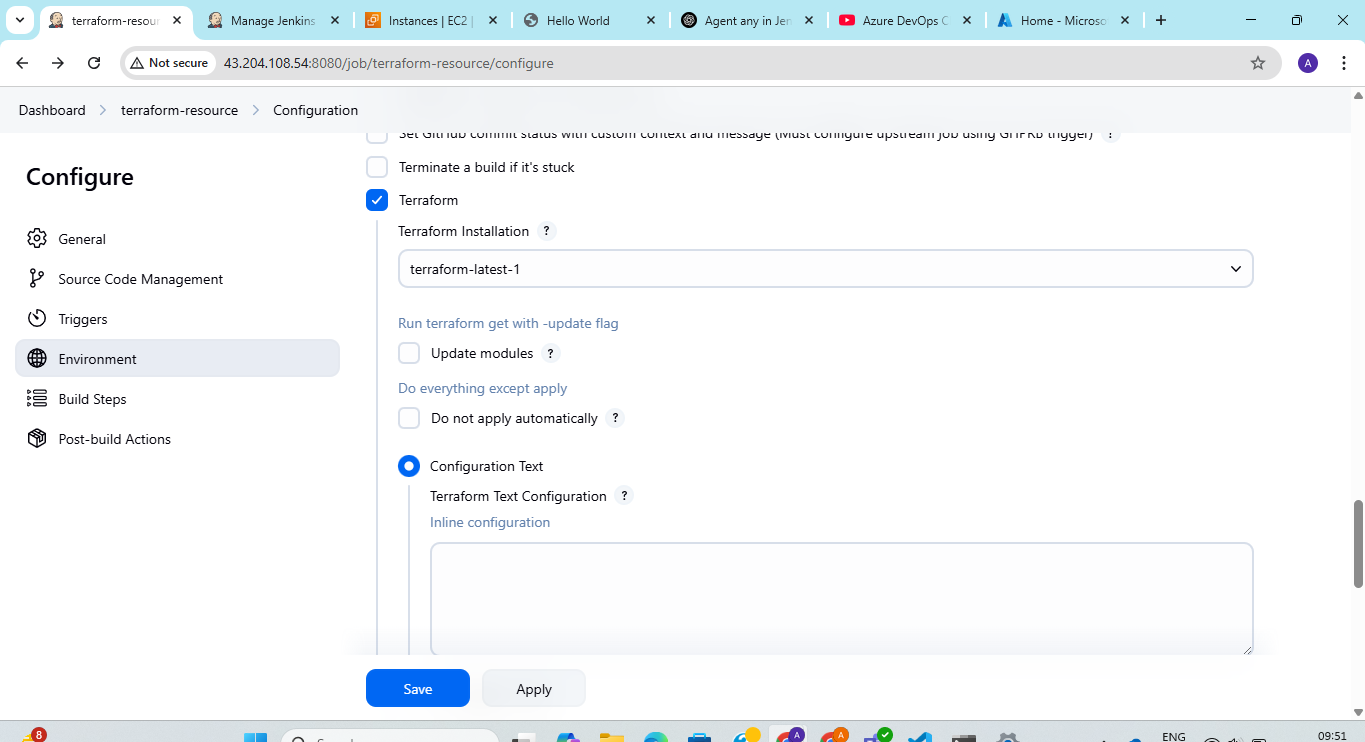 terraform-resour
Manage Jenkins
Instances | EC2 |
Hello World
Agent any in Jen
Azure DevOps C
Home - Microso
Not secure
43.204.108.54:8080/job/terraform-resource/configure
A
Dashboard
terraform-resource
Configuration
Configure
General
Source Code Management
Triggers
Environment
Build Steps
Post-build Actions
Set GitHub commit status with custom context and message (Must configure upstream job using GHPRB trigger) ?
Terminate a build if it's stuck
Terraform
Terraform Installation ?
terraform-latest-1
Run terraform get with -update flag
Update modules ?
Do everything except apply
Do not apply automatically ?
Configuration Text
Terraform Text Configuration ?
Inline configuration
Save
Apply
8
A
A
ENG
09:51